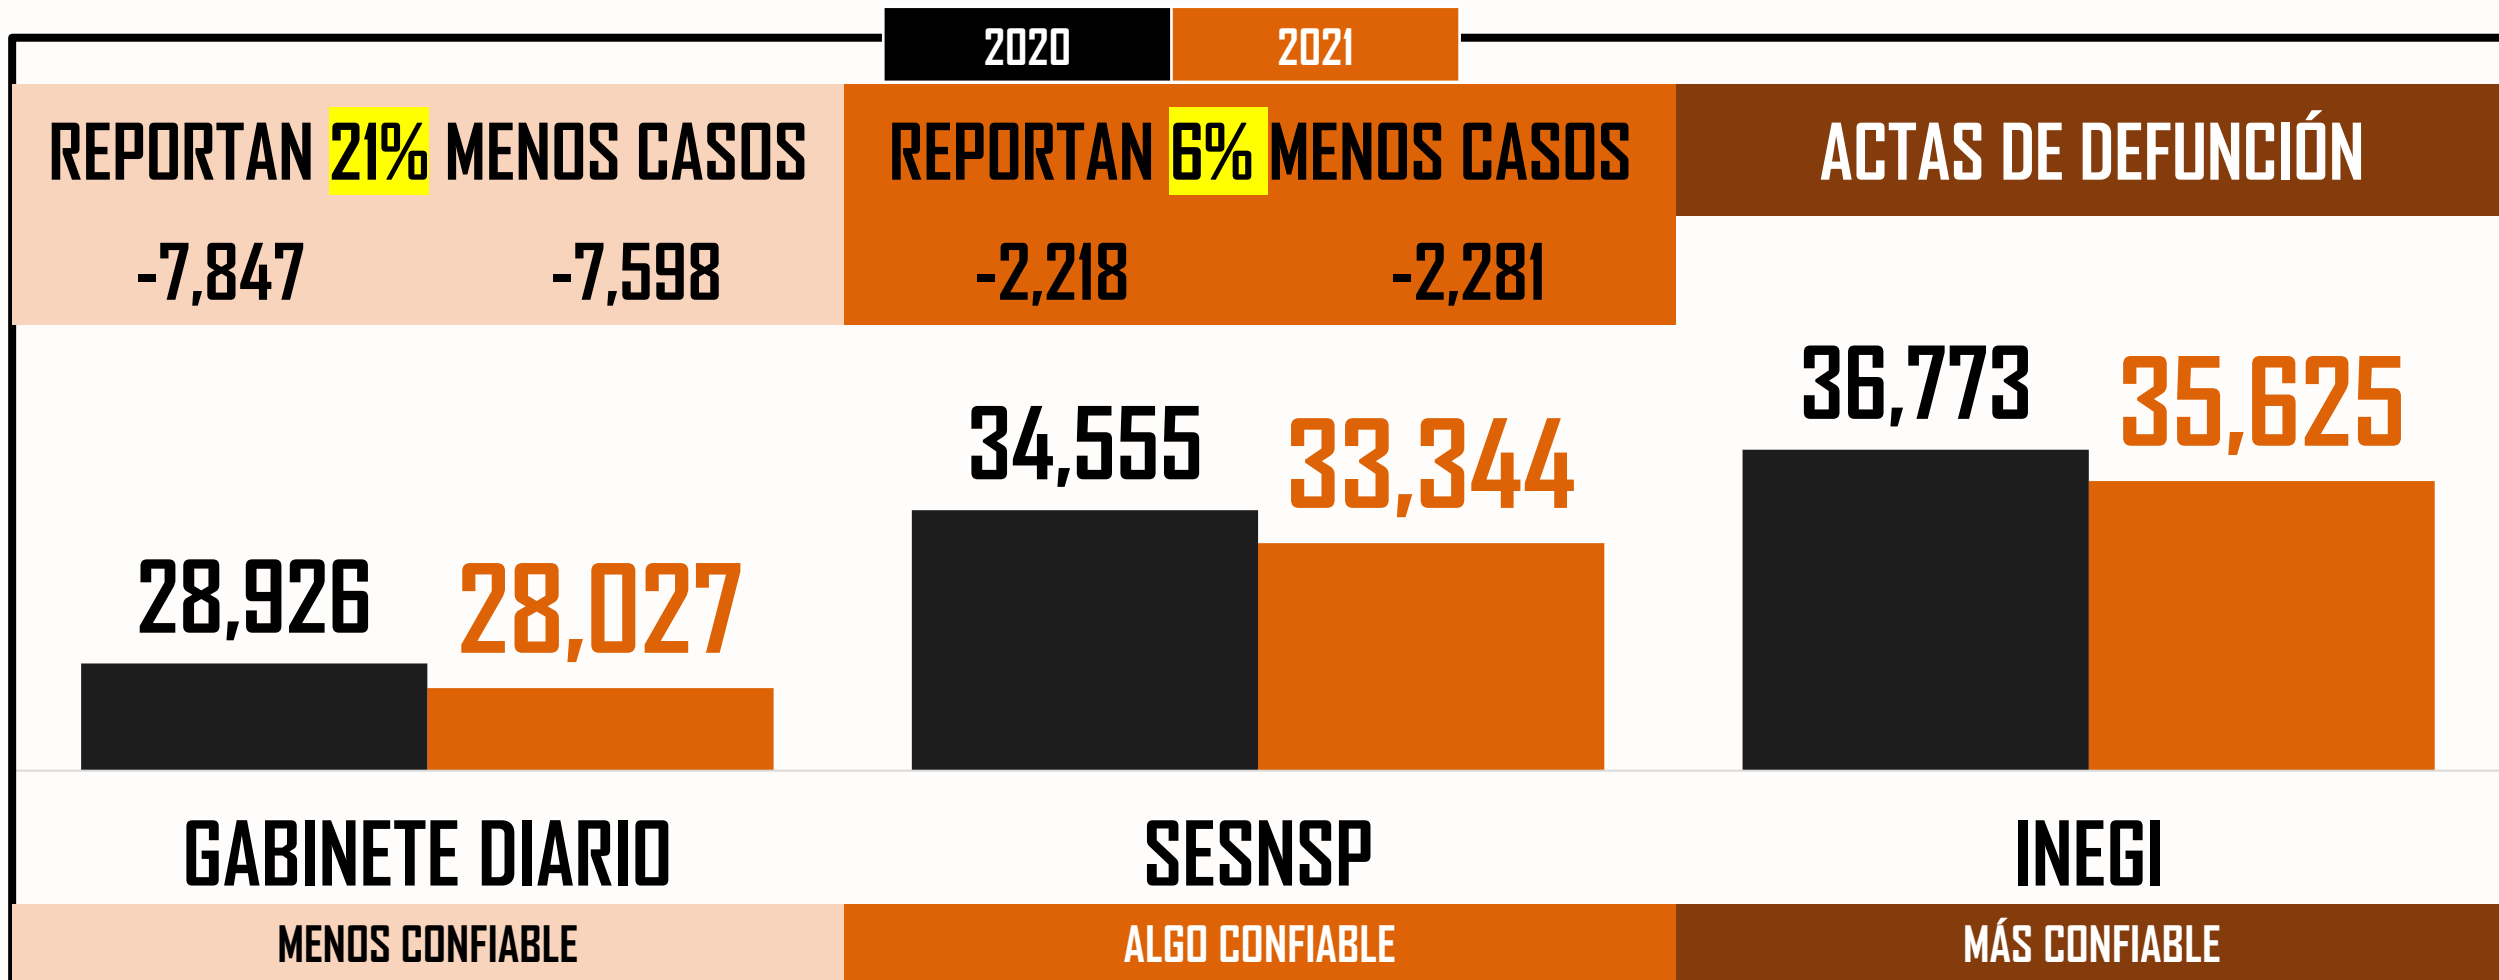 2020 2021
REPORTAN 21% MENOS CASOS
REPORTAN 6% MENOS CASOS
ACTAS DE DEFUNCIÓN
-7,847 -7,598 -2,218 -2,281
36,773 35,625
34,555 33,344
28,926 28,027
GABINETE DIARIO SESNSP INEGI
MENOS CONFIABLE ALGO CONFIABLE MÁS CONFIABLE